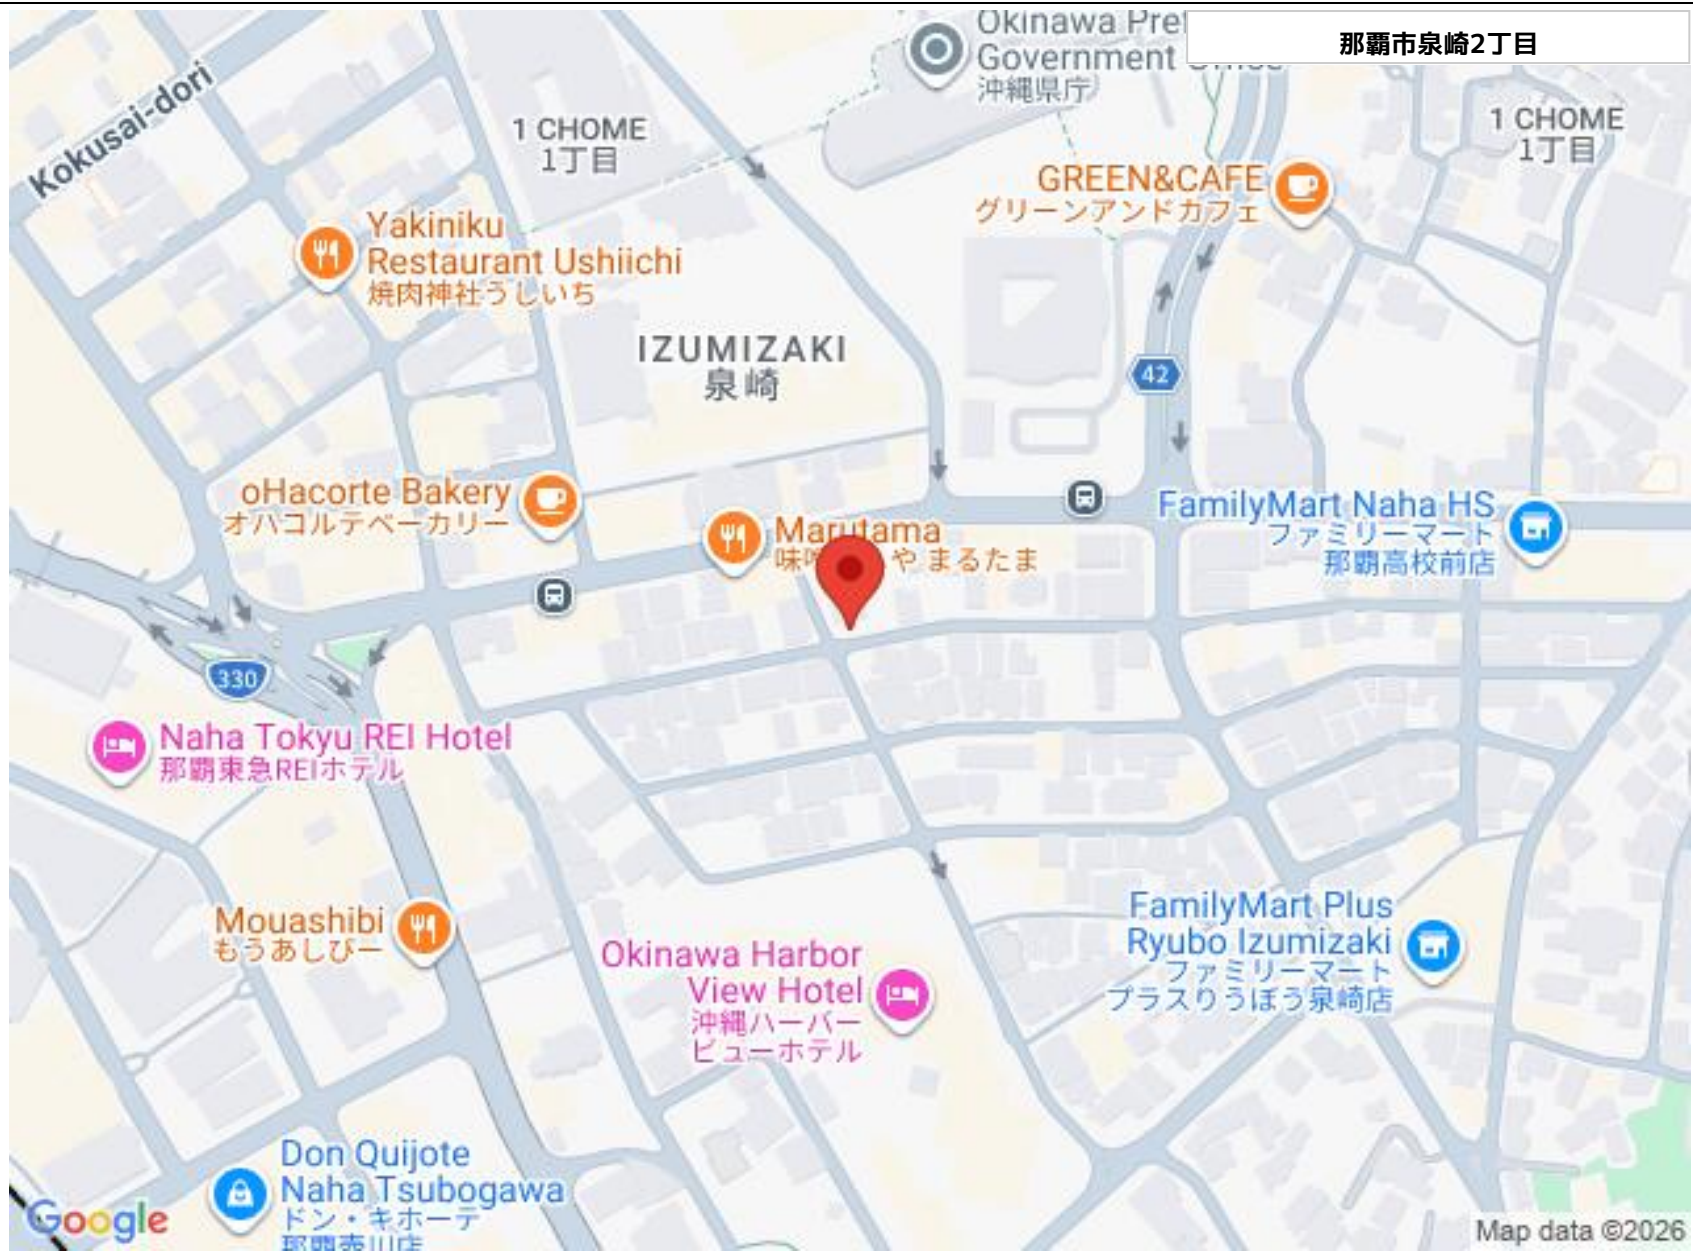 Okinawa Pref
Government Office
沖縄県庁
那覇市泉崎2丁目
Kokusai-dori
1 CHOME
1丁目
1 CHOME
1丁目
GREEN&CAFE
グリーンアンドカフェ
Yakiniku
Restaurant Ushiichi
焼肉神社うしいち
IZUMIZAKI
泉崎
42
oHacorte Bakery
オハコルテベーカリー
Marutama
や まるたま
FamilyMart Naha HS
ファミリーマート
那覇高校前店
330
Naha Tokyu REI Hotel
那覇東急REIホテル
Mouashibi
もうあしびー
Okinawa Harbor
View Hotel
沖縄ハーバー
ビューホテル
FamilyMart Plus
Ryubo Izumizaki
ファミリーマート
プラスりうぼう泉崎店
Don Quijote
Naha Tsubogawa
ドン・キホーテ
那覇壺川店
Google
Map data ©2026